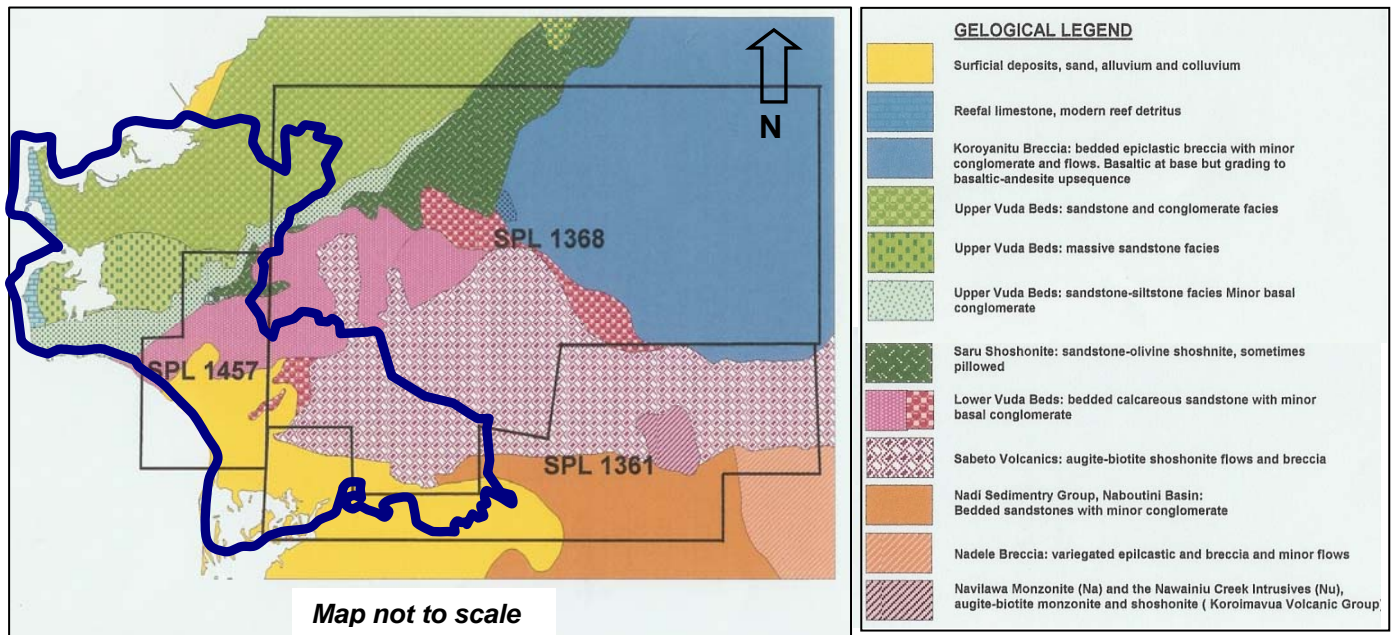 N
SPL 1368
SPL 1457
SPL 1361
Map not to scale
GELOGICAL LEGEND
Surficial deposits, sand, alluvium and colluvium
Reefal limestone, modern reef detritus
Koroyanitu Breccia: bedded epiclastic breccia with minor
conglomerate and flows. Basaltic at base but grading to
basaltic-andesite upsequence
Upper Vuda Beds: sandstone and conglomerate facies
Upper Vuda Beds: massive sandstone facies
Upper Vuda Beds: sandstone-siltstone facies Minor basal
conglomerate
Saru Shoshonite: sandstone-olivine shoshnite, sometimes
pillowed
Lower Vuda Beds: bedded calcareous sandstone with minor
basal conglomerate
Sabeto Volcanics: augite-biotite shoshonite flows and breccia
Nadi Sedimentry Group, Naboutini Basin:
Bedded sandstones with minor conglomerate
Nadele Breccia: variegated epilcastic and breccia and minor flows
Navilawa Monzonite (Na) and the Nawainiu Creek Intrusives (Nu),
augite-biotite monzonite and shoshonite ( Koroimavua Volcanic Group)